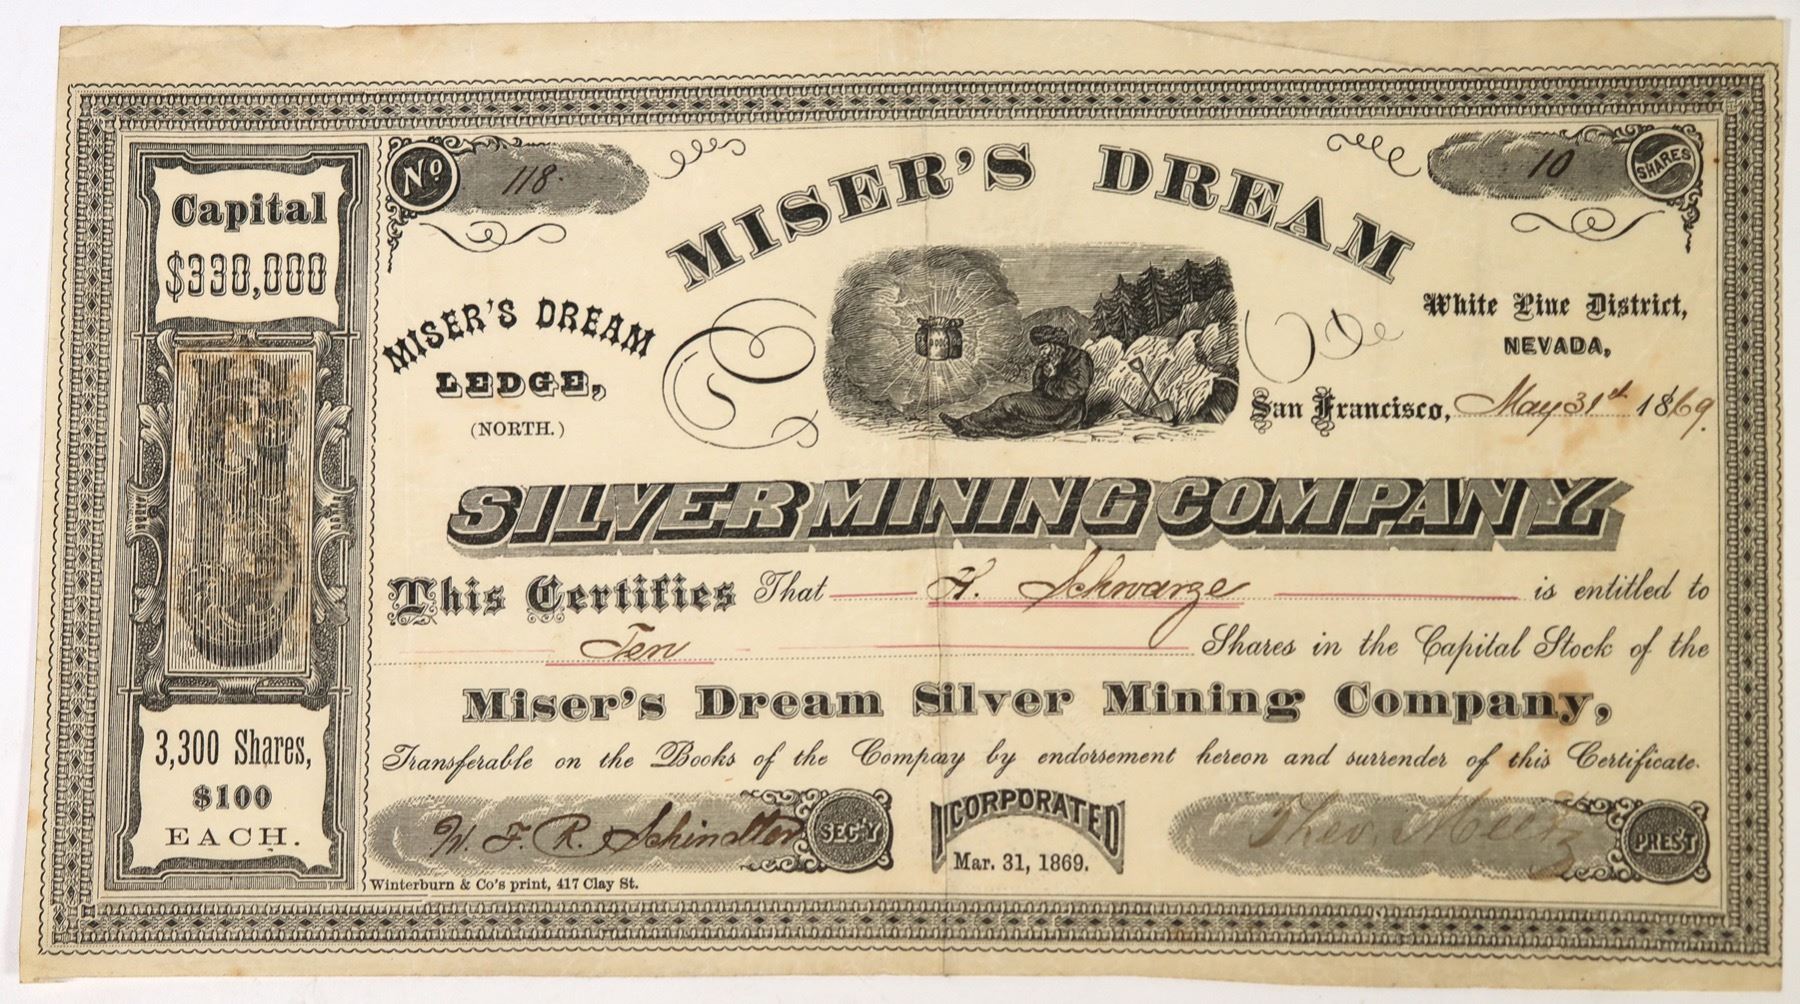 No 118.
10 SHARES
MISER'S DREAM
Capital
$330,000
MISER'S DREAM
LEDGE,
(NORTH.)
White Pine District,
NEVADA,
San Francisco, May 31st 1869.
SILVER MINING COMPANY
This Certifies That H. Schwarze is entitled to
Ten Shares in the Capital Stock of the
Miser's Dream Silver Mining Company,
Transferable on the Books of the Company by endorsement hereon and surrender of this Certificate.
3,300 Shares,
$100
EACH.
W. F. R. Schindler SEC'Y
INCORPORATED
Mar. 31, 1869.
Theo. PRES'T
Winterburn & Co's print, 417 Clay St.